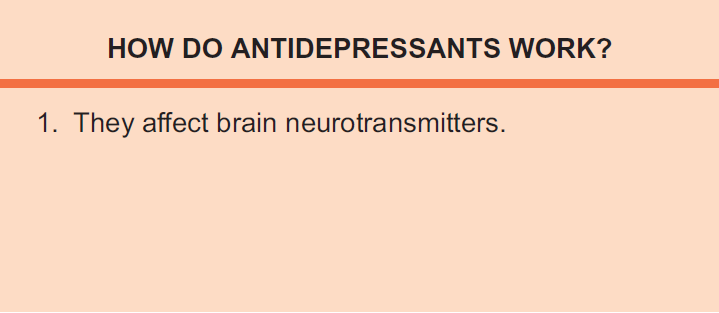 HOW DO ANTIDEPRESSANTS WORK?
1. They affect brain neurotransmitters.